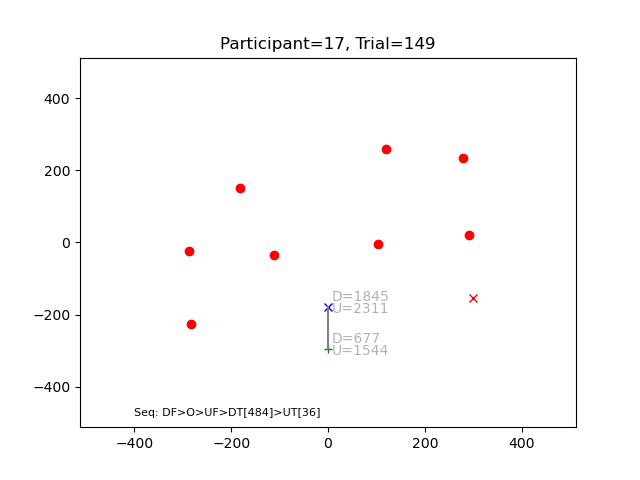 Participant=17, Trial=149
400
200
0
−200
−400
D=1845
U=2311
D=677
U=1544
Seq: DF>O>UF>DT[484]>UT[36]
−400
−200
0
200
400